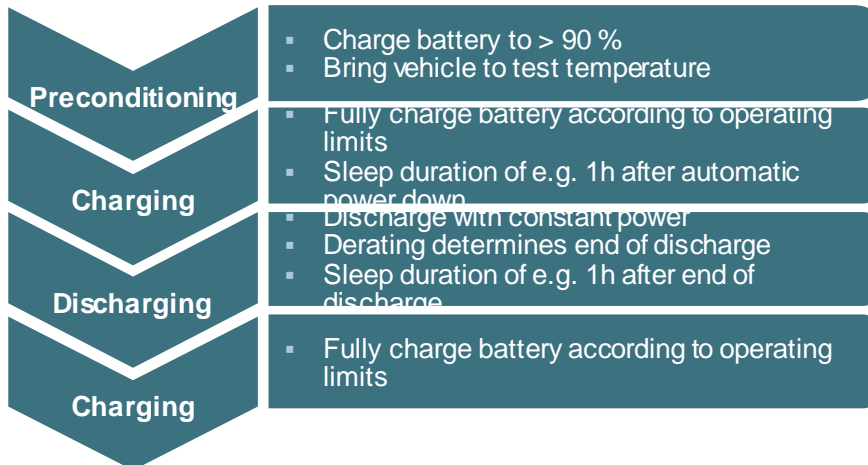 Preconditioning
▪ Charge battery to > 90 %
▪ Bring vehicle to test temperature
Charging
▪ Fully charge battery according to operating
limits
▪ Sleep duration of e.g. 1h after automatic
power down
Discharging
▪ Discharge with constant power
▪ Derating determines end of discharge
▪ Sleep duration of e.g. 1h after end of
discharge
Charging
▪ Fully charge battery according to operating
limits